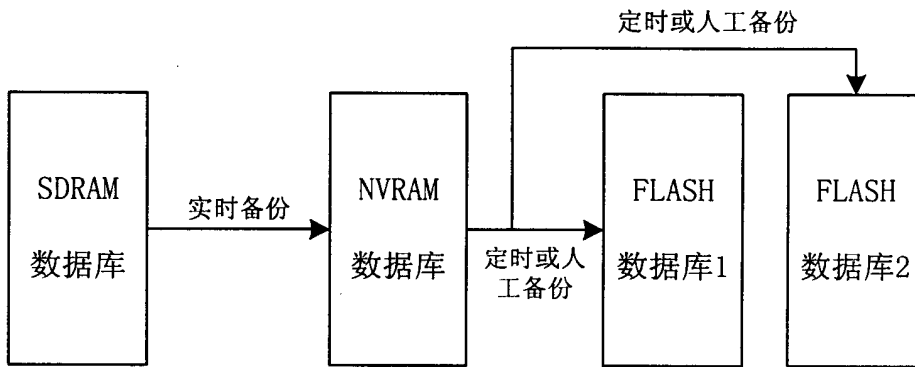 定时或人工备份
SDRAM
数据库
实时备份
NVRAM
数据库
定时或人
工备份
FLASH
数据库1
FLASH
数据库2